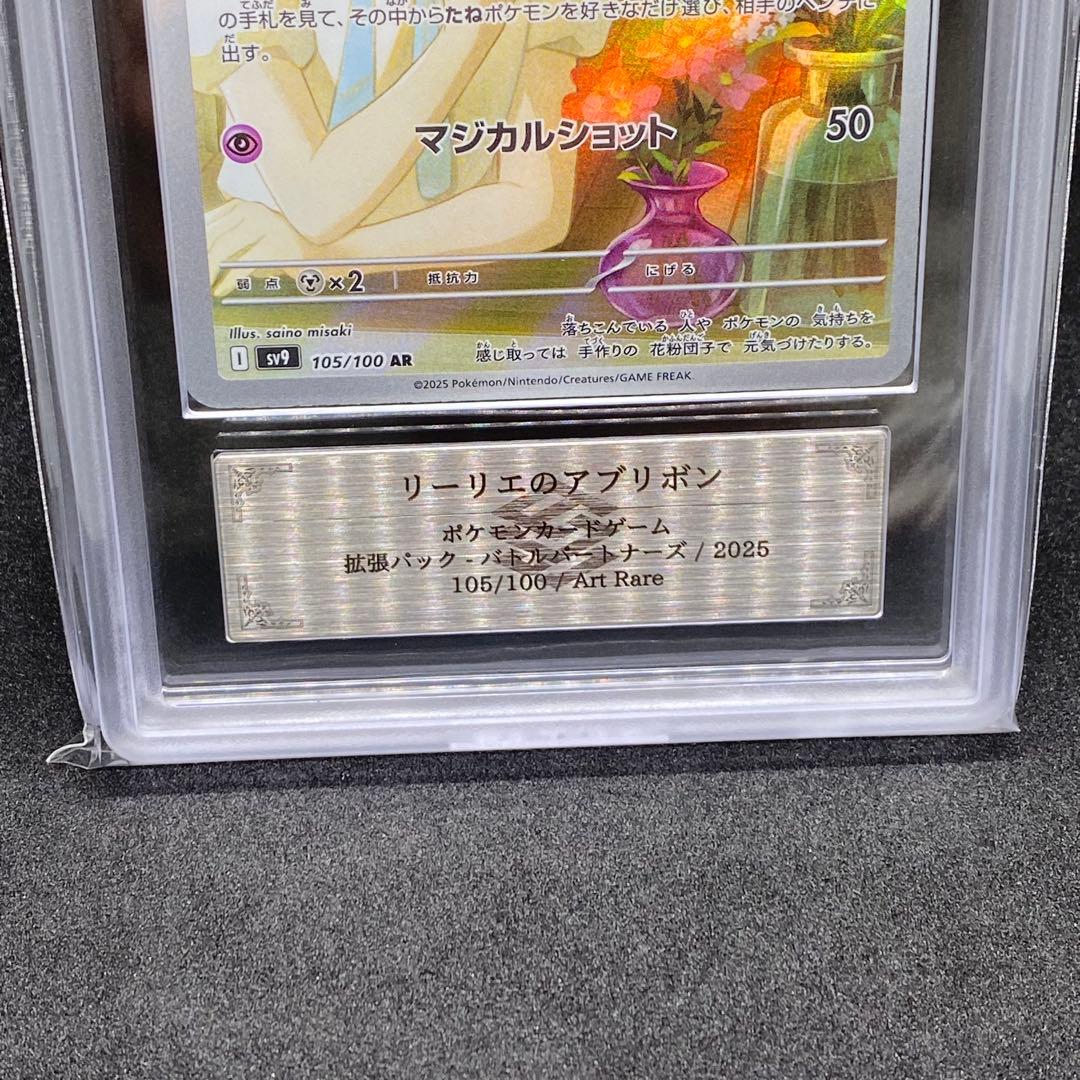 の手札を見て、その中からたねポケモンを好きなだけ選び、相手のベンチに
出す。
マジカルショット 50
弱点 ×2 抵抗力 にげる
Illus. saino misaki
落ちこんでいる 人や ポケモンの 気持ちを
感じ取っては 手作りの 花粉団子で 元気づけたりする。
I sv9 105/100 AR
©2025 Pokémon/Nintendo/Creatures/GAME FREAK.
リーリエのアブリボン
ポケモンカードゲーム
拡張パック - バトルパートナーズ / 2025
105/100 / Art Rare